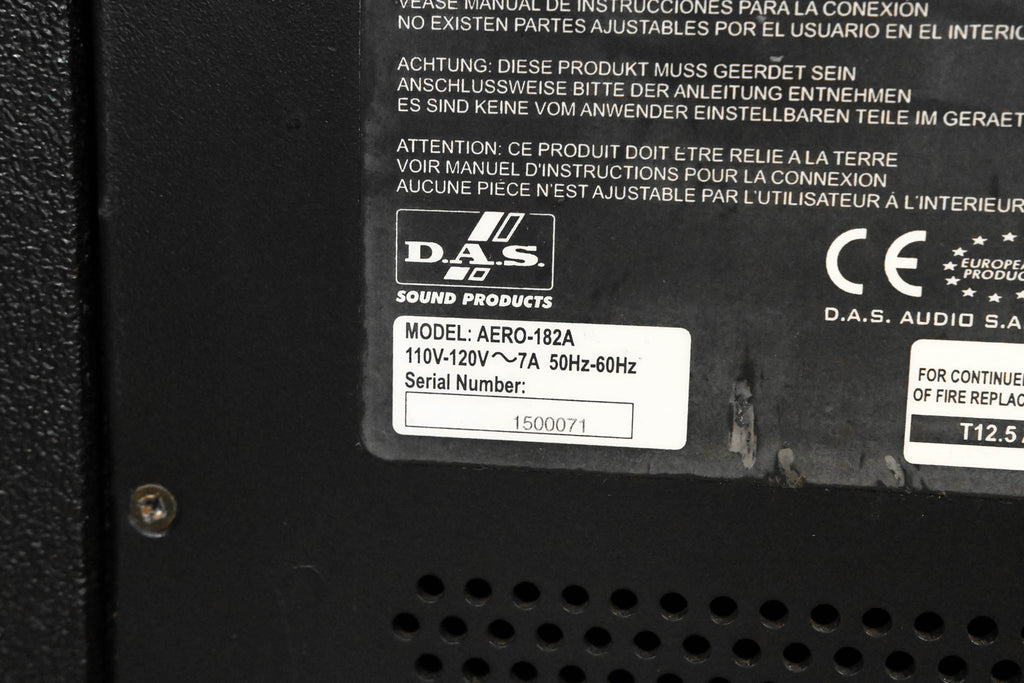 VEASE MANUAL DE INSTRUCCIONES PARA LA CONEXIÓN
NO EXISTEN PARTES AJUSTABLES POR EL USUARIO EN EL INTERIO
ACHTUNG: DIESE PRODUKT MUSS GEERDET SEIN
ANSCHLUSSWEISE BITTE DER ANLEITUNG ENTNEHMEN
ES SIND KEINE VOM ANWENDER EINSTELLBAREN TEILE IM GERAET
ATTENTION: CE PRODUIT DOIT ETRE RELIE A LA TERRE
VOIR MANUEL D'INSTRUCTIONS POUR LA CONNEXION
AUCUNE PIÉCE N'EST AJUSTABLE PAR L'UTILISATEUR Á L'INTERIEUR
D.A.S.
SOUND PRODUCTS
CE
EUROPEA
PRODUC
D.A.S. AUDIO S.A
MODEL: AERO-182A
110V-120V ~7A 50Hz-60Hz
Serial Number:
1500071
FOR CONTINUE
OF FIRE REPLAC
T12.5